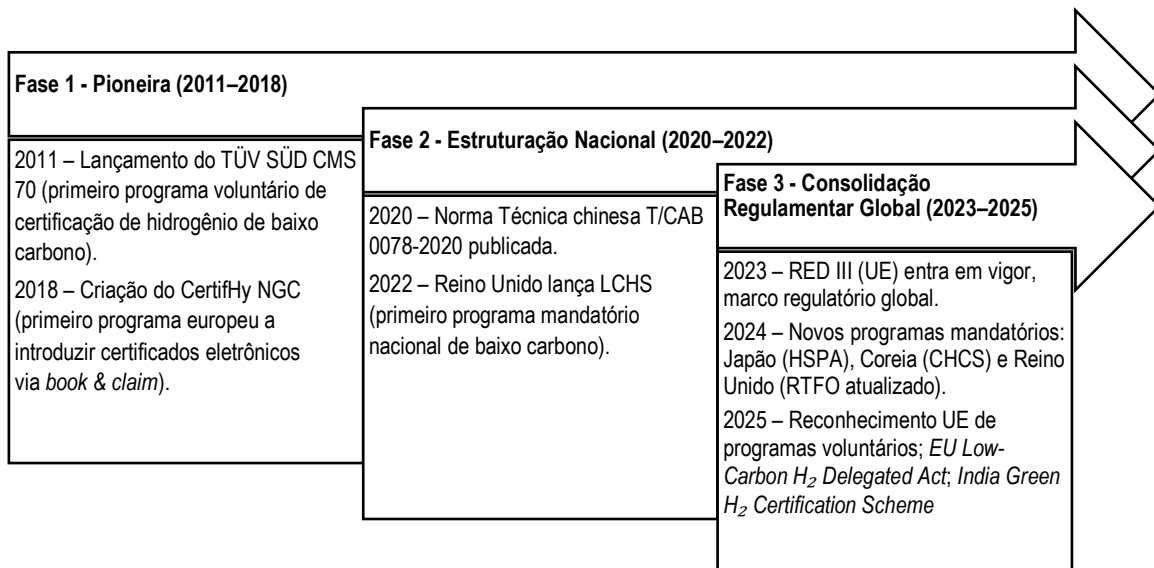 Fase 1 - Pioneira (2011–2018)
2011 – Lançamento do TÜV SÜD CMS
70 (primeiro programa voluntário de
certificação de hidrogênio de baixo
carbono).
2018 – Criação do CertifHy NGC
(primeiro programa europeu a
introduzir certificados eletrônicos
via book & claim).
Fase 2 - Estruturação Nacional (2020–2022)
2020 – Norma Técnica chinesa T/CAB
0078-2020 publicada.
2022 – Reino Unido lança LCHS
(primeiro programa mandatório
nacional de baixo carbono).
Fase 3 - Consolidação
Regulamentar Global (2023–2025)
2023 – RED III (UE) entra em vigor,
marco regulatório global.
2024 – Novos programas mandatórios:
Japão (HSPA), Coreia (CHCS) e Reino
Unido (RTFO atualizado).
2025 – Reconhecimento UE de
programas voluntários; EU Low-
Carbon H₂ Delegated Act; India Green
H₂ Certification Scheme